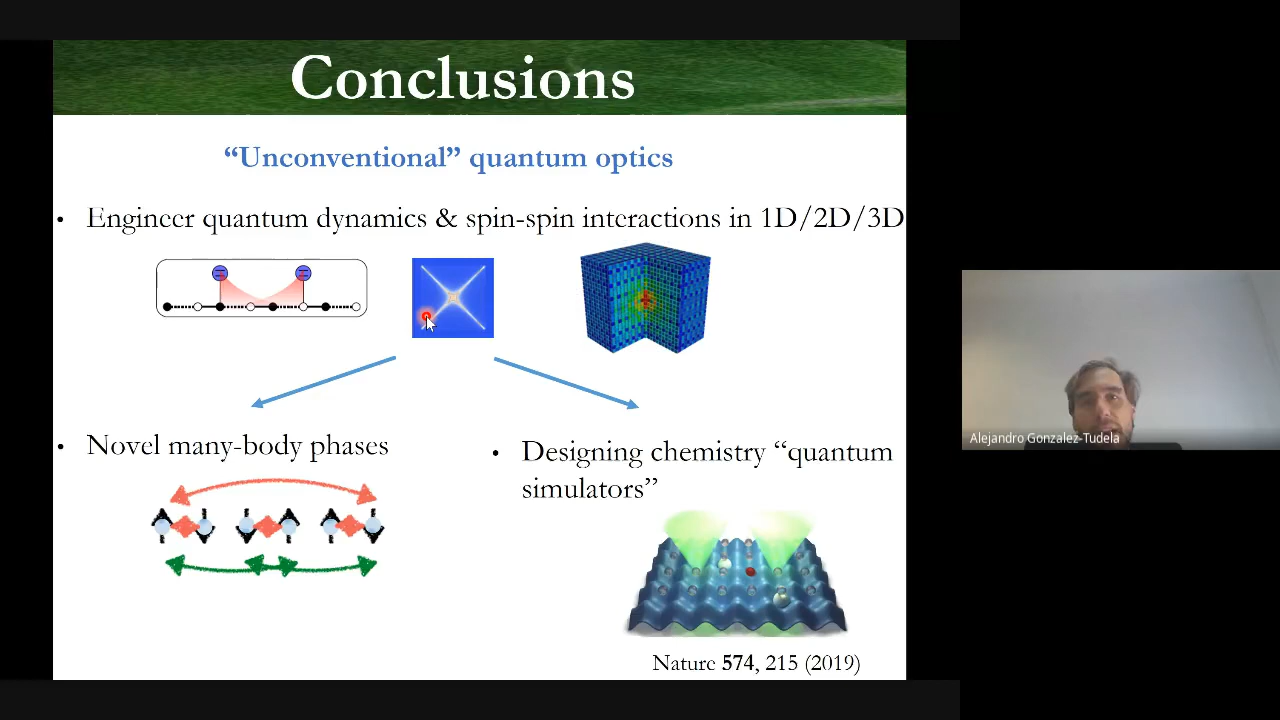 Conclusions
“Unconventional” quantum optics
• Engineer quantum dynamics & spin-spin interactions in 1D/2D/3D
• Novel many-body phases
• Designing chemistry “quantum
simulators”
Nature 574, 215 (2019)
Alejandro Gonzalez-Tudela